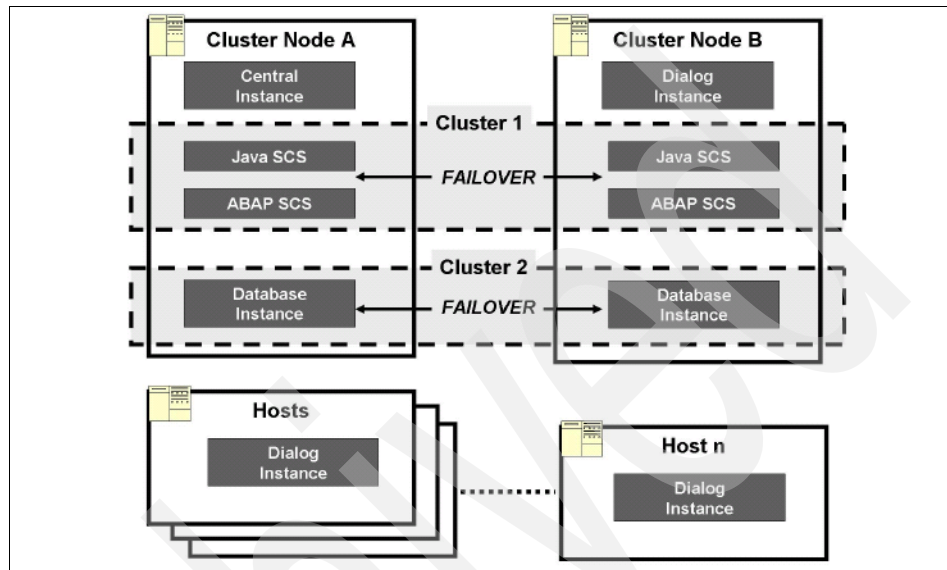 Cluster Node A
Central
Instance
Cluster Node B
Dialog
Instance
Cluster 1
Java SCS
FAILOVER
Java SCS
ABAP SCS
ABAP SCS
Cluster 2
Database
Instance
FAILOVER
Database
Instance
Hosts
Dialog
Instance
Host n
Dialog
Instance